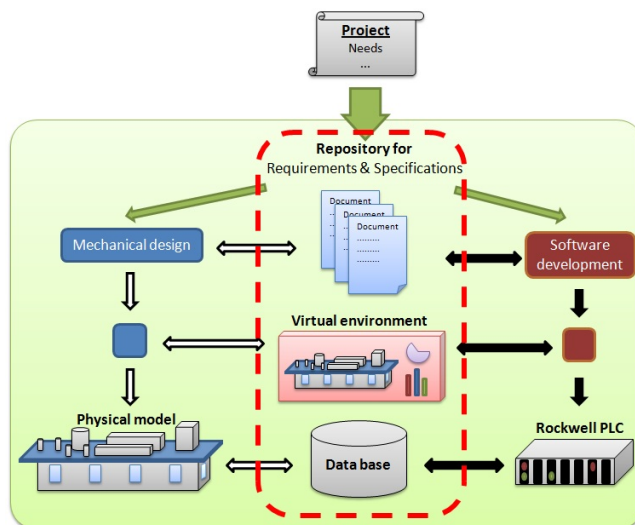 Project
Needs
...
Repository for
Requirements & Specifications
Mechanical design
Document
Document
Document
.........
.........
.........
Software
development
Virtual environment
Physical model
Data base
Rockwell PLC